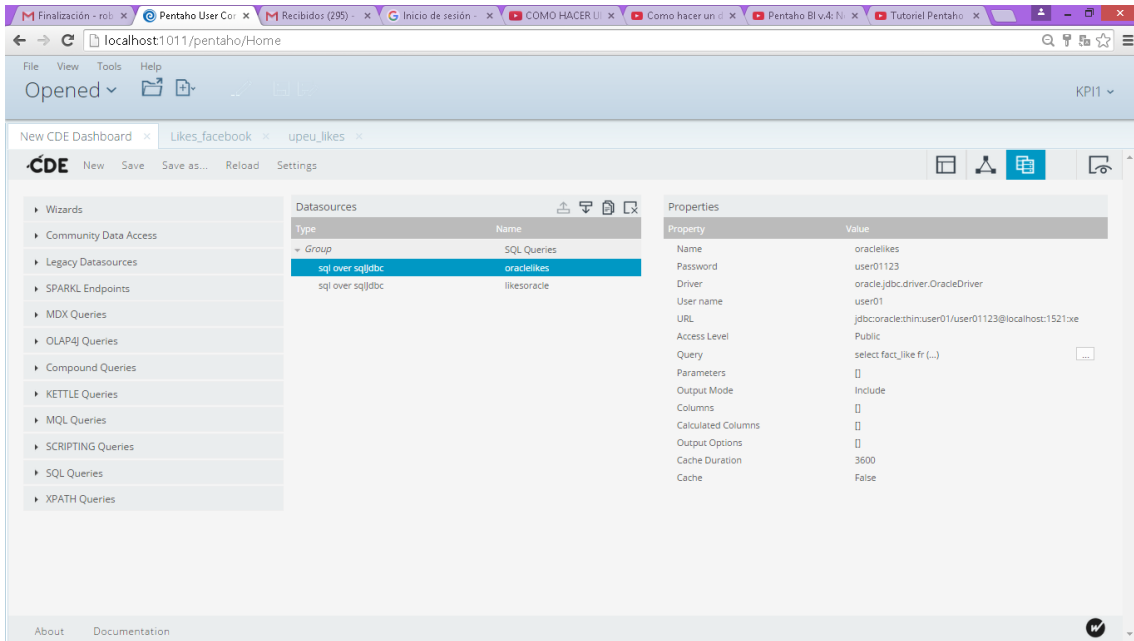 Finalización - rob
Pentaho User Cor
Recibidos (295) -
Inicio de sesión -
COMO HACER U
Como hacer un d
Pentaho BI v.4: N
Tutoriel Pentaho
localhost:1011/pentaho/Home
File View Tools Help
Opened
KPI1
New CDE Dashboard Likes_facebook upeu_likes
CDE New Save Save as... Reload Settings
Wizards
Community Data Access
Legacy Datasources
SPARKL Endpoints
MDX Queries
OLAP4J Queries
Compound Queries
KETTLE Queries
MQL Queries
SCRIPTING Queries
SQL Queries
XPATH Queries
Datasources
Type Name
Group SQL Queries
sql over sqlJdbc oraclelikes
sql over sqlJdbc likesoracle
Properties
Property Value
Name oraclelikes
Password user01123
Driver oracle.jdbc.driver.OracleDriver
User name user01
URL jdbc:oracle:thin:user01/user01123@localhost:1521:xe
Access Level Public
Query select fact_like fr (...) ...
Parameters []
Output Mode Include
Columns []
Calculated Columns []
Output Options []
Cache Duration 3600
Cache False
About Documentation